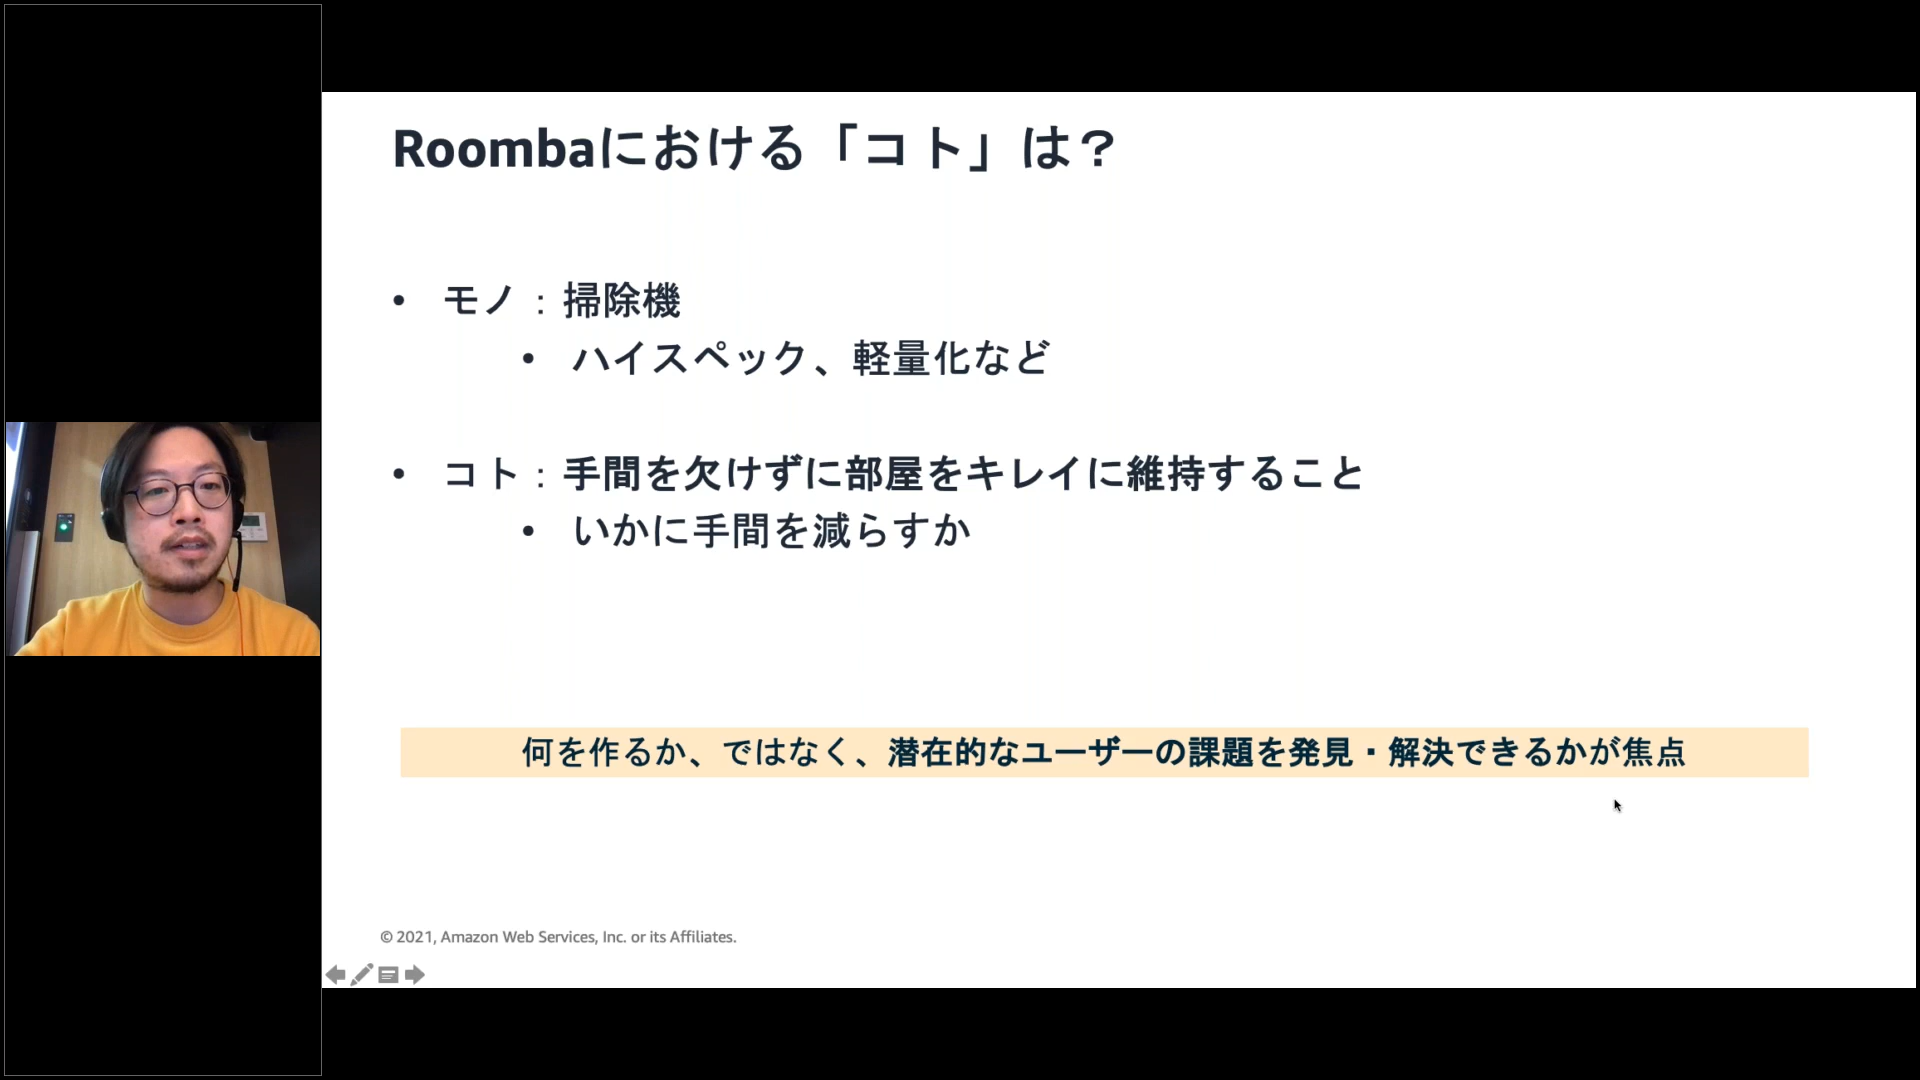 Roombaにおける「コト」は？
• モノ：掃除機
• ハイスペック、軽量化など
• コト：手間を欠けずに部屋をキレイに維持すること
• いかに手間を減らすか
何を作るか、ではなく、潜在的なユーザーの課題を発見・解決できるかが焦点
© 2021, Amazon Web Services, Inc. or its Affiliates.